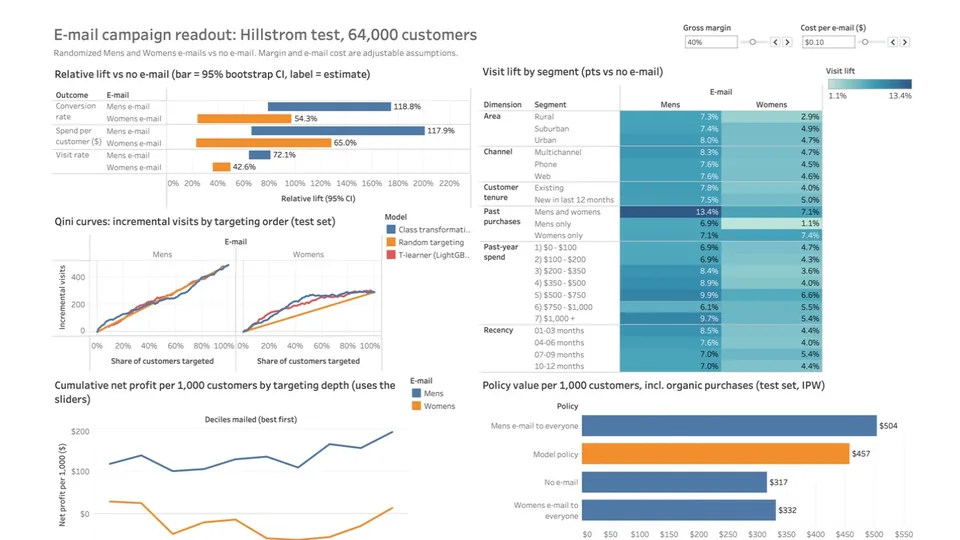 E-mail campaign readout: Hillstrom test, 64,000 customers
Randomized Mens and Womens e-mails vs no e-mail. Margin and e-mail cost are adjustable assumptions.
Gross margin
40%
Cost per e-mail ($)
$0.10
Relative lift vs no e-mail (bar = 95% bootstrap CI, label = estimate)
Outcome E-mail
Conversion rate
Mens e-mail 118.8%
Womens e-mail 54.3%
Spend per customer ($)
Mens e-mail 117.9%
Womens e-mail 65.0%
Visit rate
Mens e-mail 72.1%
Womens e-mail 42.6%
0% 20% 40% 60% 80% 100% 120% 140% 160% 180% 200% 220%
Relative lift (95% CI)
Visit lift by segment (pts vs no e-mail)
Visit lift
1.1% 13.4%
E-mail
Dimension Segment Mens Womens
Area Rural 7.3% 2.9%
Suburban 7.4% 4.9%
Urban 8.0% 4.7%
Channel Multichannel 8.3% 4.7%
Phone 7.6% 4.5%
Web 7.6% 4.6%
Customer tenure
Existing 7.8% 4.0%
New in last 12 months 7.5% 5.0%
Past purchases
Mens and womens 13.4% 7.1%
Mens only 6.9% 1.1%
Womens only 7.1% 7.4%
Past-year spend
1) $0 - $100 6.9% 4.7%
2) $100 - $200 6.9% 4.3%
3) $200 - $350 8.4% 3.6%
4) $350 - $500 8.9% 4.0%
5) $500 - $750 9.9% 6.6%
6) $750 - $1,000 6.1% 5.5%
7) $1,000 + 9.7% 5.4%
Recency 01-03 months 8.5% 4.4%
04-06 months 7.6% 4.0%
07-09 months 7.0% 5.4%
10-12 months 7.0% 4.4%
Qini curves: incremental visits by targeting order (test set)
Model
Class transformati..
Random targeting
T-learner (LightGB..
E-mail
Mens Womens
Incremental visits
400
200
0
0% 20% 40% 60% 80% 100% 0% 20% 40% 60% 80% 100%
Share of customers targeted Share of customers targeted
Cumulative net profit per 1,000 customers by targeting depth (uses the
sliders)
E-mail
Mens
Womens
Deciles mailed (best first)
Net profit per 1,000 ($)
$200
$100
$0
Policy value per 1,000 customers, incl. organic purchases (test set, IPW)
Policy
Mens e-mail to everyone $504
Model policy $457
No e-mail $317
Womens e-mail to
everyone $332
$0 $50 $100 $150 $200 $250 $300 $350 $400 $450 $500 $550